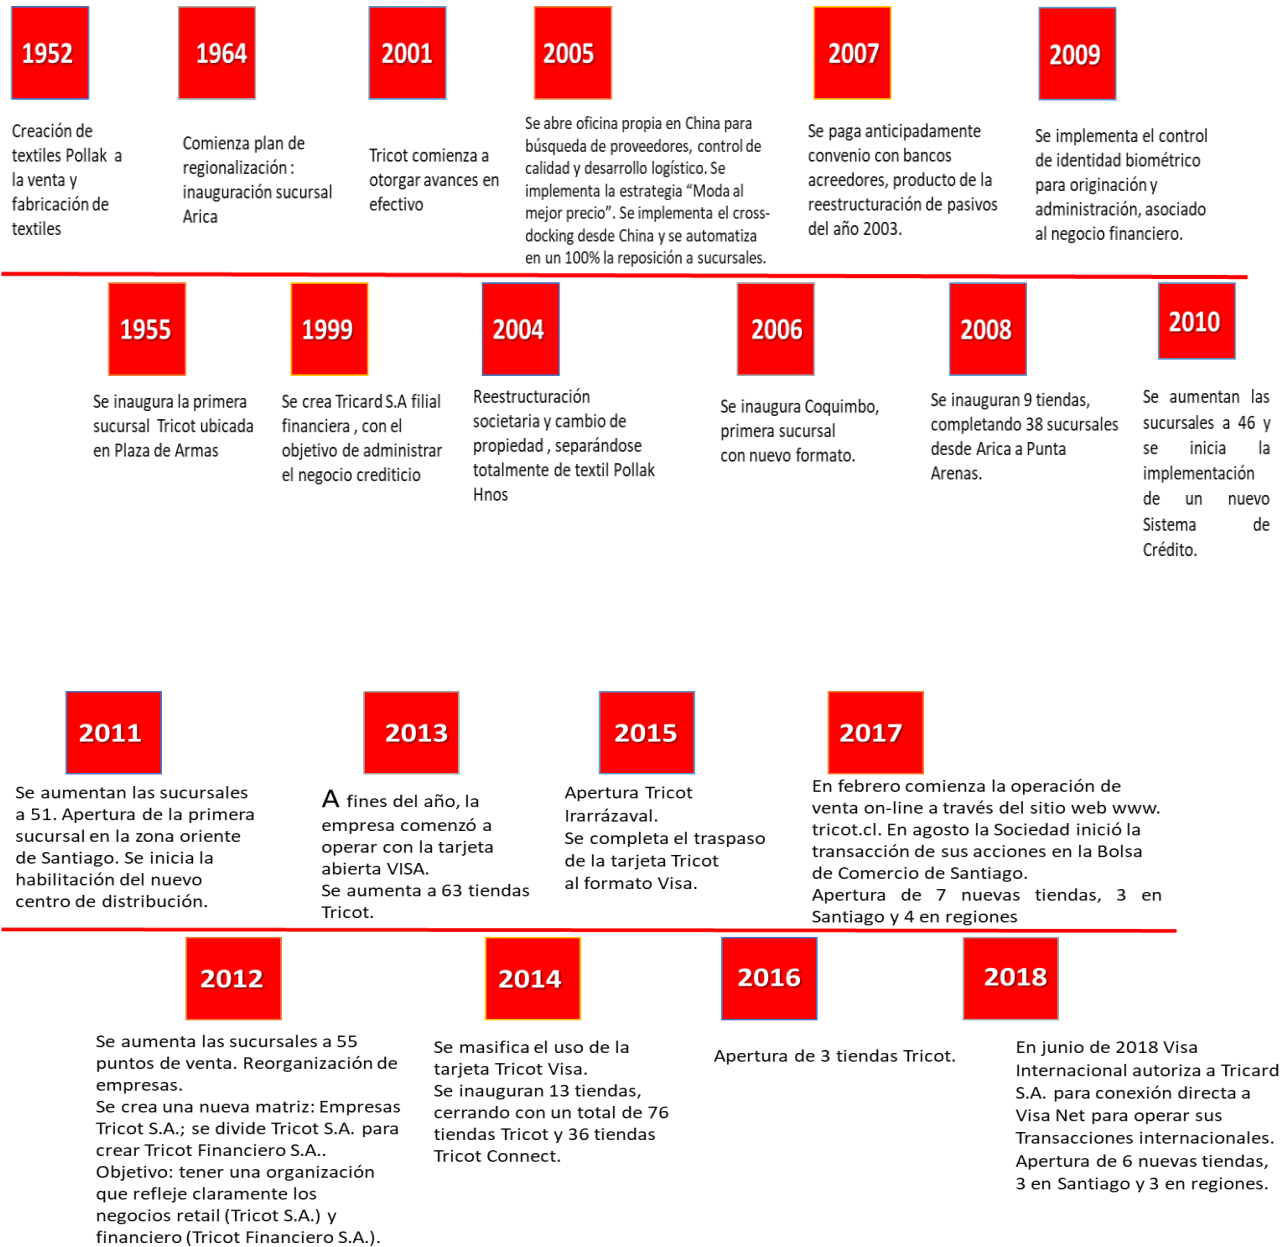 1952
Creación de
textiles Pollak a
la venta y
fabricación de
textiles
1964
Comienza plan de
regionalización :
inauguración sucursal
Arica
2001
Tricot comienza a
otorgar avances en
efectivo
2005
Se abre oficina propia en China para
búsqueda de proveedores, control de
calidad y desarrollo logístico. Se
implementa la estrategia “Moda al
mejor precio”. Se implementa el cross-
docking desde China y se automatiza
en un 100% la reposición a sucursales.
2007
Se paga anticipadamente
convenio con bancos
acreedores, producto de la
reestructuración de pasivos
del año 2003.
2009
Se implementa el control
de identidad biométrico
para originación y
administración, asociado
al negocio financiero.
1955
Se inaugura la primera
sucursal Tricot ubicada
en Plaza de Armas
1999
Se crea Tricard S.A filial
financiera , con el
objetivo de administrar
el negocio crediticio
2004
Reestructuración
societaria y cambio de
propiedad , separándose
totalmente de textil Pollak
Hnos
2006
Se inaugura Coquimbo,
primera sucursal
con nuevo formato.
2008
Se inauguran 9 tiendas,
completando 38 sucursales
desde Arica a Punta
Arenas.
2010
Se aumentan las
sucursales a 46 y
se inicia la
implementación
de un nuevo
Sistema de
Crédito.
2011
Se aumentan las sucursales
a 51. Apertura de la primera
sucursal en la zona oriente
de Santiago. Se inicia la
habilitación del nuevo
centro de distribución.
2013
A fines del año, la
empresa comenzó a
operar con la tarjeta
abierta VISA.
Se aumenta a 63 tiendas
Tricot.
2015
Apertura Tricot
Irarrázaval.
Se completa el traspaso
de la tarjeta Tricot
al formato Visa.
2017
En febrero comienza la operación de
venta on-line a través del sitio web www.
tricot.cl. En agosto la Sociedad inició la
transacción de sus acciones en la Bolsa
de Comercio de Santiago.
Apertura de 7 nuevas tiendas, 3 en
Santiago y 4 en regiones
2012
Se aumenta las sucursales a 55
puntos de venta. Reorganización de
empresas.
Se crea una nueva matriz: Empresas
Tricot S.A.; se divide Tricot S.A. para
crear Tricot Financiero S.A..
Objetivo: tener una organización
que refleje claramente los
negocios retail (Tricot S.A.) y
financiero (Tricot Financiero S.A.).
2014
Se masifica el uso de la
tarjeta Tricot Visa.
Se inauguran 13 tiendas,
cerrando con un total de 76
tiendas Tricot y 36 tiendas
Tricot Connect.
2016
Apertura de 3 tiendas Tricot.
2018
En junio de 2018 Visa
Internacional autoriza a Tricard
S.A. para conexión directa a
Visa Net para operar sus
Transacciones internacionales.
Apertura de 6 nuevas tiendas,
3 en Santiago y 3 en regiones.